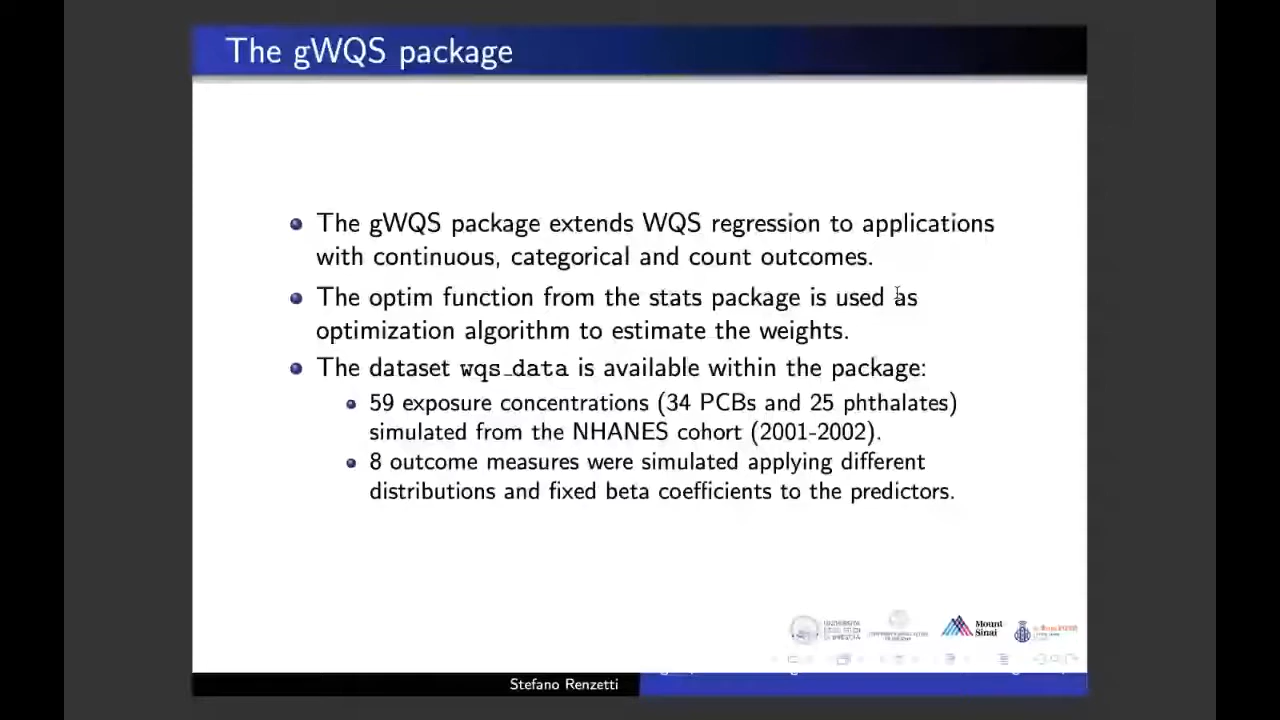 The gWQS package
The gWQS package extends WQS regression to applications
with continuous, categorical and count outcomes.
The optim function from the stats package is used as
optimization algorithm to estimate the weights.
The dataset wqs_data is available within the package:
59 exposure concentrations (34 PCBs and 25 phthalates)
simulated from the NHANES cohort (2001-2002).
8 outcome measures were simulated applying different
distributions and fixed beta coefficients to the predictors.
Mount
Sinai
Stefano Renzetti